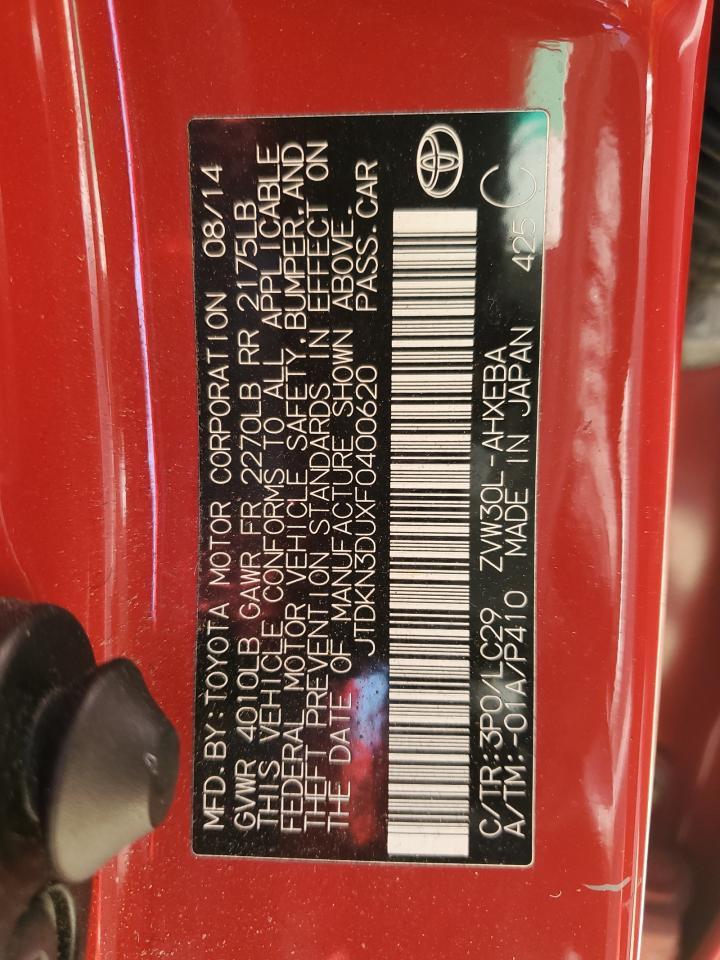 MFD.BY:TOYOTA MOTOR CORPORATION 08/14
GVWR 4010LB GAWR FR 2270LB RR 2175LB
THIS VEHICLE CONFORMS TO ALL APPLICABLE
FEDERAL MOTOR VEHICLE SAFETY,BUMPER,AND
THEFT PREVENTION STANDARDS IN EFFECT ON
THE DATE OF MANUFACTURE SHOWN ABOVE.
JTDKN3DUXF0400620 PASS.CAR
C/TR:3P0/LC29 ZVW30L-AHXEBA
A/TM:-01A/P410 MADE IN JAPAN 425 C